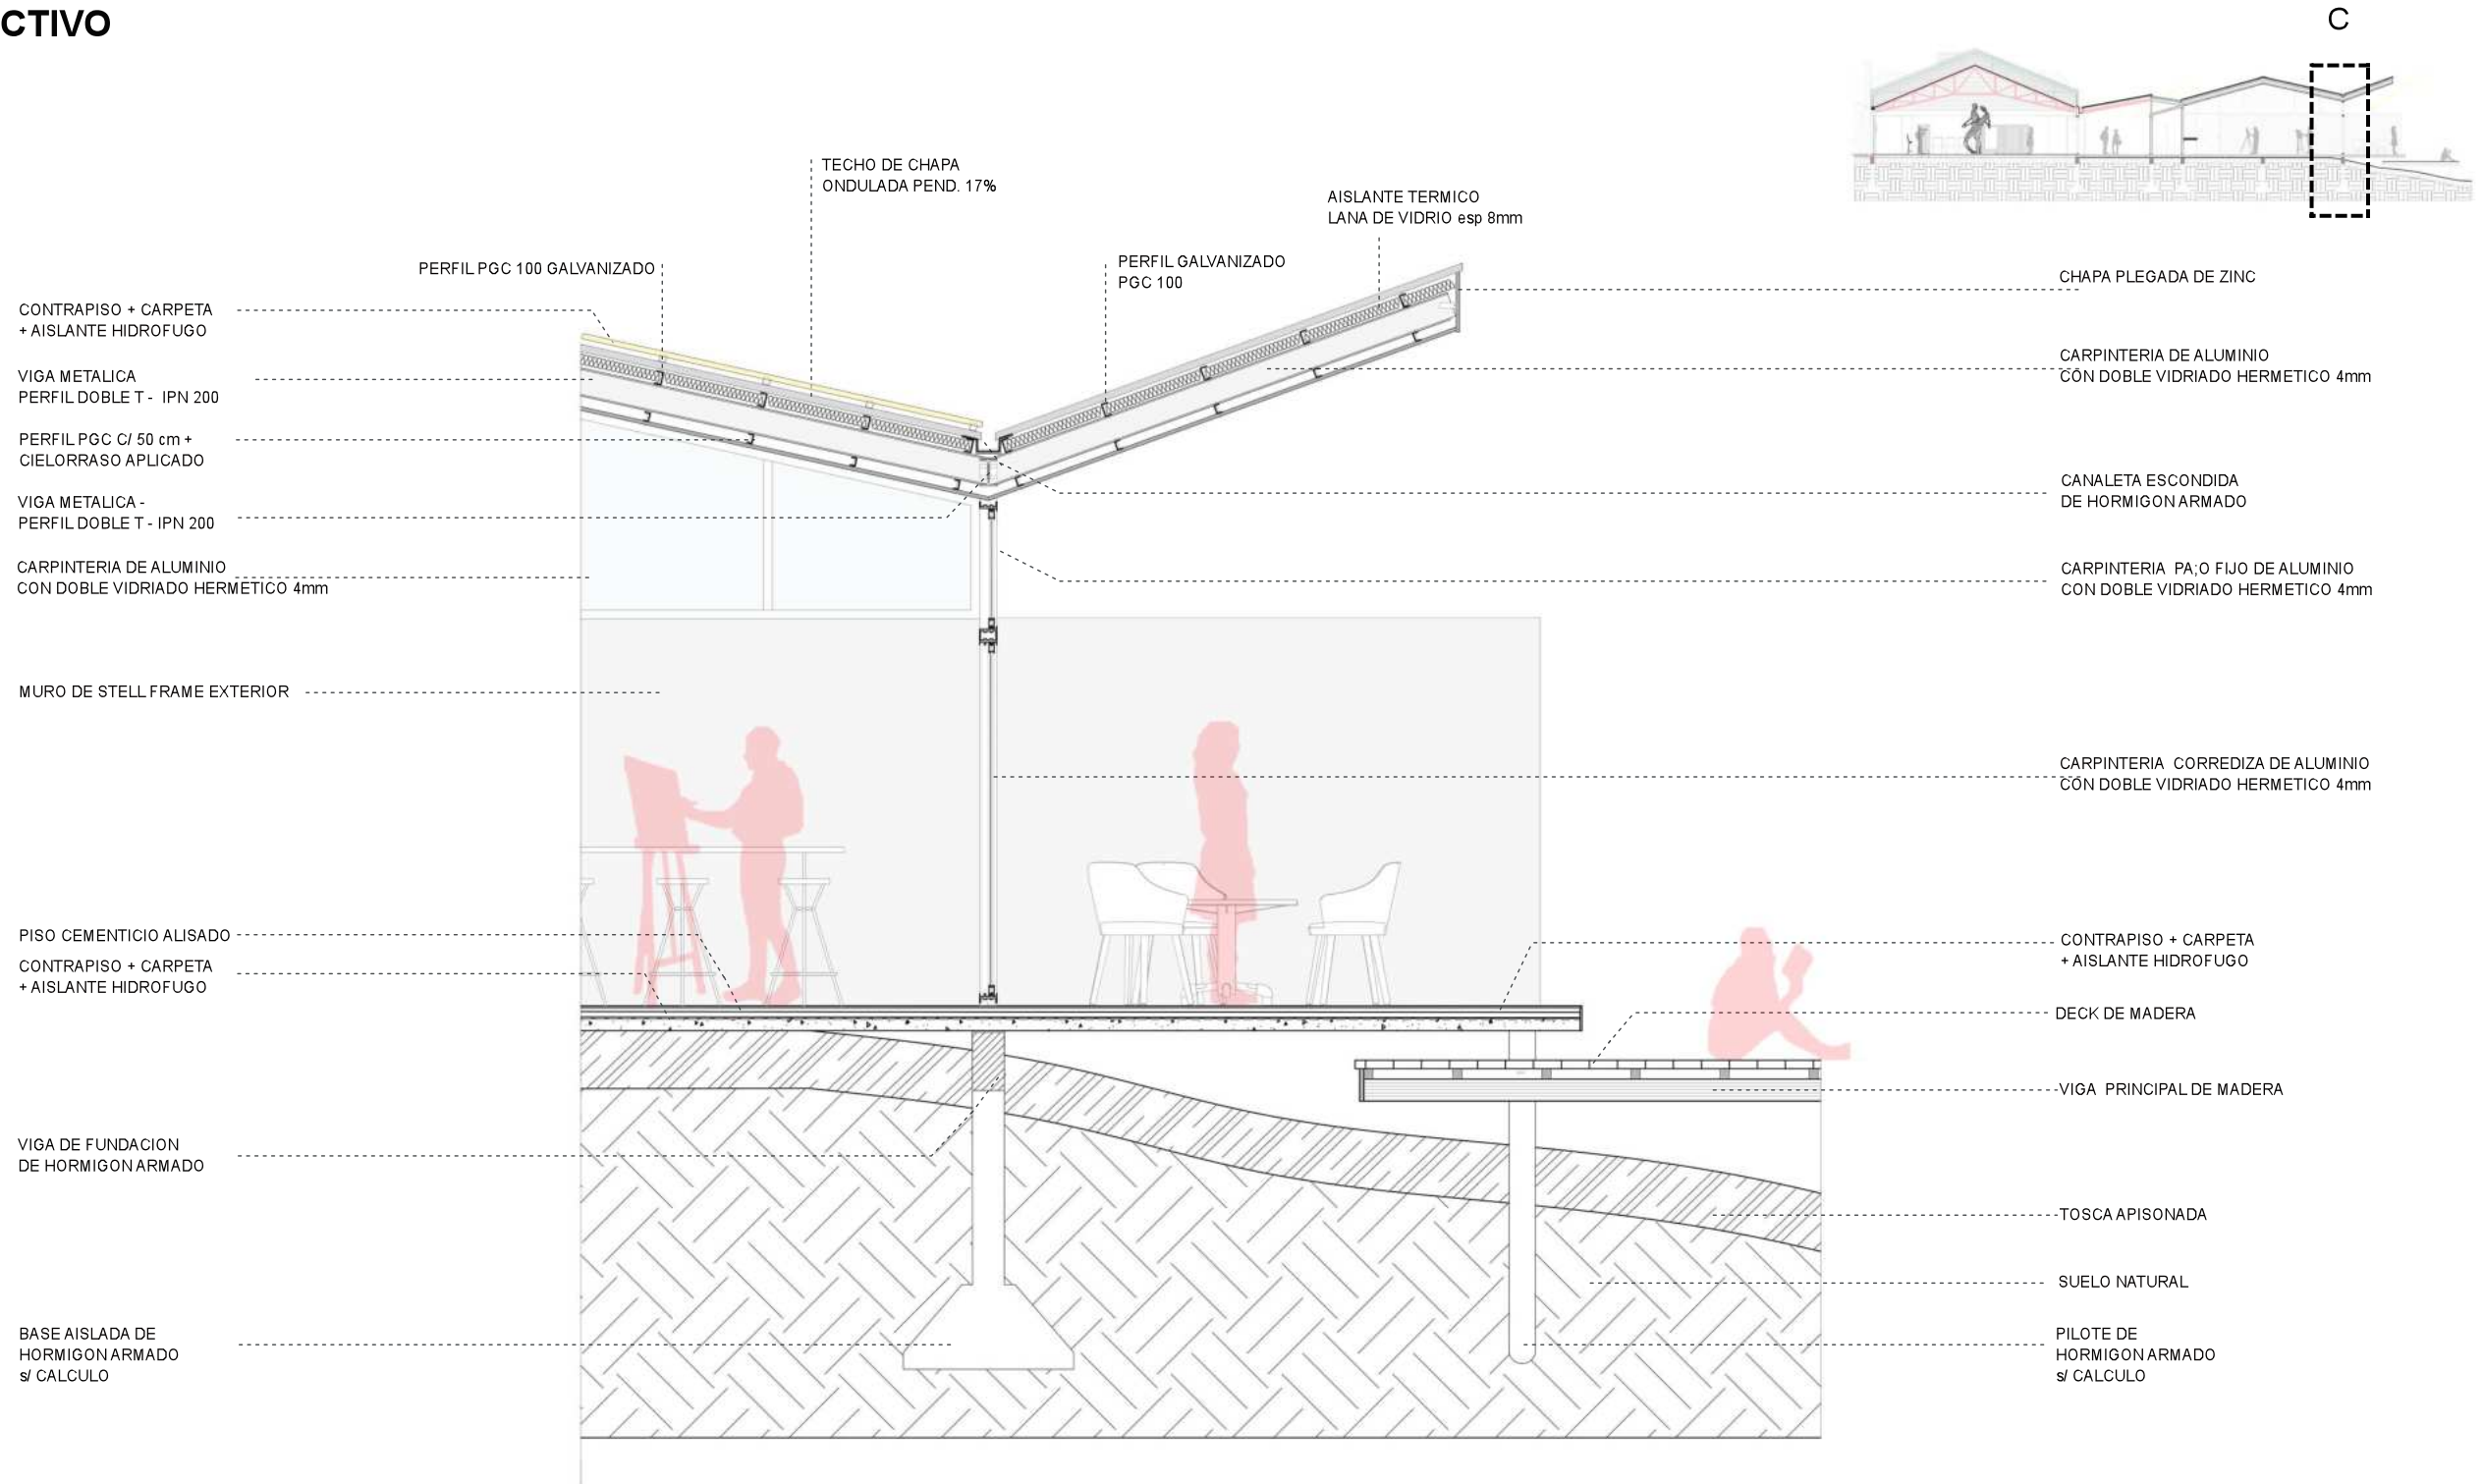 CTIVO
C
TECHO DE CHAPA
ONDULADA PEND. 17%
AISLANTE TERMICO
LANA DE VIDRIO esp 8mm
PERFIL PGC 100 GALVANIZADO
PERFIL GALVANIZADO
PGC 100
CONTRAPISO + CARPETA
+ AISLANTE HIDROFUGO
VIGA METALICA
PERFIL DOBLE T - IPN 200
PERFIL PGC C/ 50 cm +
CIELORRASO APLICADO
VIGA METALICA -
PERFIL DOBLE T - IPN 200
CARPINTERIA DE ALUMINIO
CON DOBLE VIDRIADO HERMETICO 4mm
MURO DE STELL FRAME EXTERIOR
PISO CEMENTICIO ALISADO
CONTRAPISO + CARPETA
+ AISLANTE HIDROFUGO
VIGA DE FUNDACION
DE HORMIGON ARMADO
BASE AISLADA DE
HORMIGON ARMADO
s/ CALCULO
CHAPA PLEGADA DE ZINC
CARPINTERIA DE ALUMINIO
CON DOBLE VIDRIADO HERMETICO 4mm
CANALETA ESCONDIDA
DE HORMIGON ARMADO
CARPINTERIA PA;O FIJO DE ALUMINIO
CON DOBLE VIDRIADO HERMETICO 4mm
CARPINTERIA CORREDIZA DE ALUMINIO
CON DOBLE VIDRIADO HERMETICO 4mm
CONTRAPISO + CARPETA
+ AISLANTE HIDROFUGO
DECK DE MADERA
VIGA PRINCIPAL DE MADERA
TOSCA APISONADA
SUELO NATURAL
PILOTE DE
HORMIGON ARMADO
s/ CALCULO